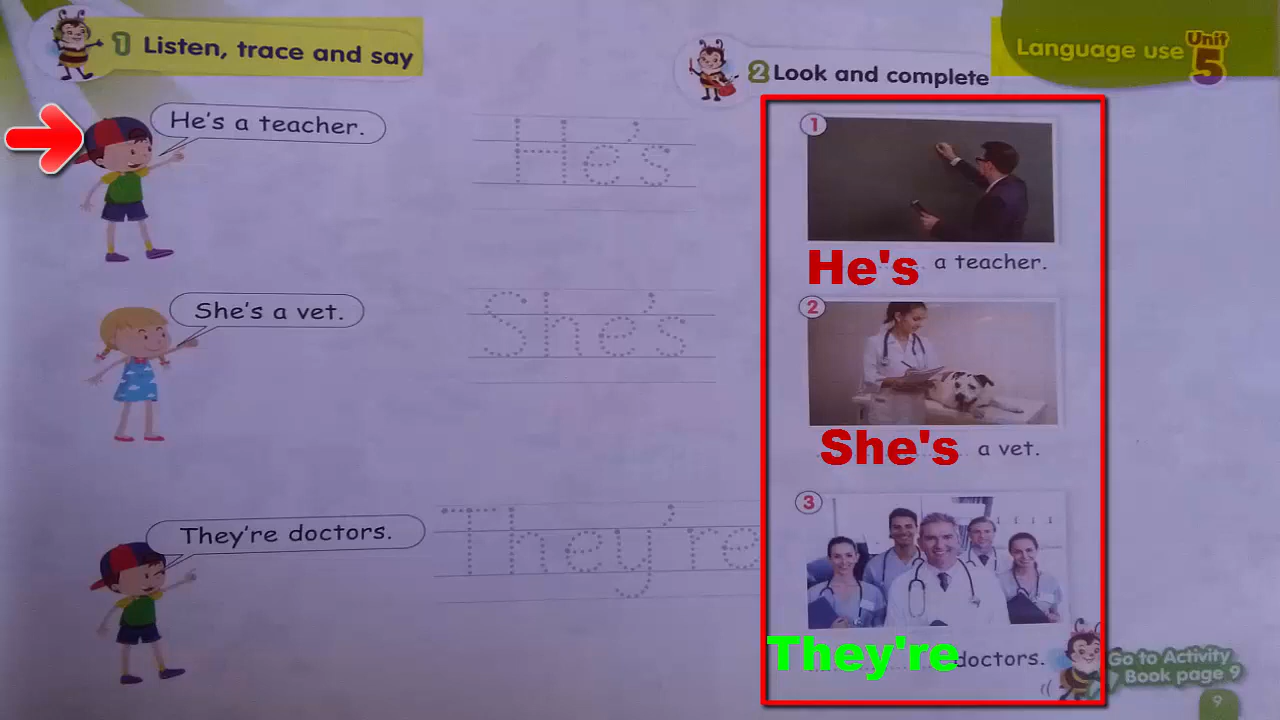 1 Listen, trace and say
He's a teacher.
He's
She's a vet.
She's
They're doctors.
They're
Language use Unit
5
2 Look and complete
1
He's a teacher.
2
She's a vet.
3
They're doctors.
Go to Activity
Book page 9
9